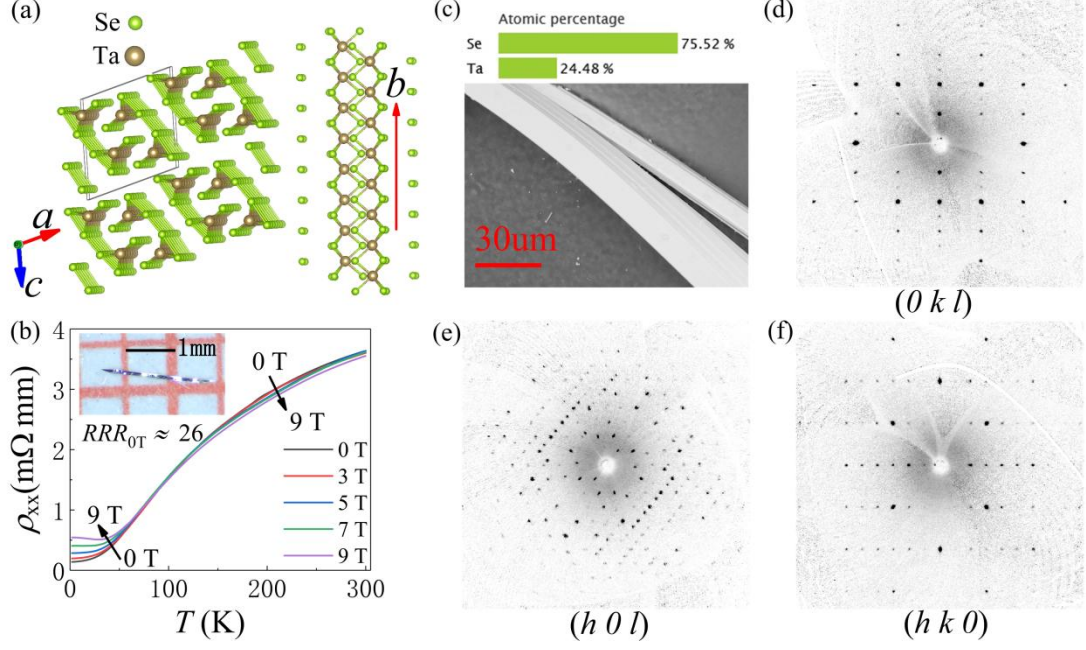 (a)
Se
Ta
b
a
c
(b)
4
3
2
1
0
ρxx(mΩ mm)
1mm
0 T
9 T
RRR0T ≈ 26
0 T
3 T
5 T
7 T
9 T
9 T
0 T
0
100
200
300
T (K)
(c)
Atomic percentage
Se 75.52 %
Ta 24.48 %
30um
(d)
(0 k l)
(e)
(h 0 l)
(f)
(h k 0)